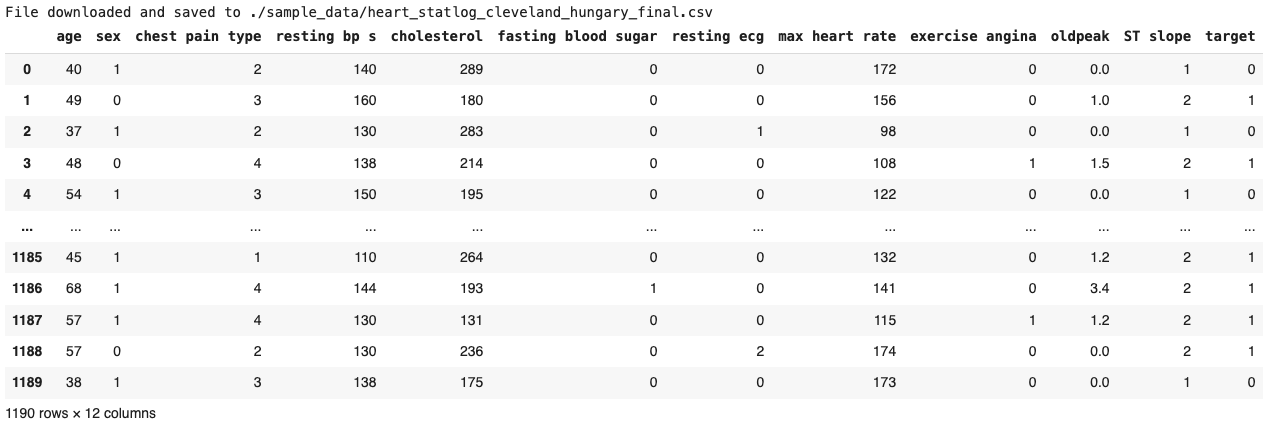 File downloaded and saved to ./sample_data/heart_statlog_cleveland_hungary_final.csv
age sex chest pain type resting bp s cholesterol fasting blood sugar resting ecg max heart rate exercise angina oldpeak ST slope target
0 40 1 2 140 289 0 0 172 0 0.0 1 0
1 49 0 3 160 180 0 0 156 0 1.0 2 1
2 37 1 2 130 283 0 1 98 0 0.0 1 0
3 48 0 4 138 214 0 0 108 1 1.5 2 1
4 54 1 3 150 195 0 0 122 0 0.0 1 0
... ... ... ... ... ... ... ... ... ... ... ... ...
1185 45 1 1 110 264 0 0 132 0 1.2 2 1
1186 68 1 4 144 193 1 0 141 0 3.4 2 1
1187 57 1 4 130 131 0 0 115 1 1.2 2 1
1188 57 0 2 130 236 0 2 174 0 0.0 2 1
1189 38 1 3 138 175 0 0 173 0 0.0 1 0
1190 rows × 12 columns